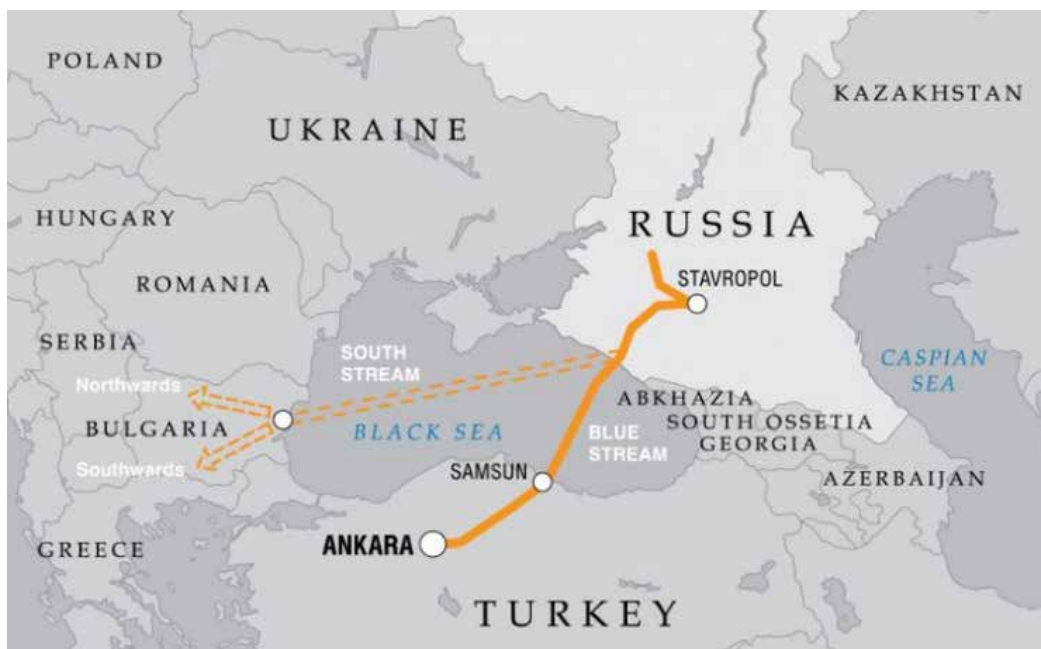 POLAND
KAZAKHSTAN
UKRAINE
HUNGARY
RUSSIA
STAVROPOL
ROMANIA
SERBIA
SOUTH
STREAM
CASPIAN
SEA
Northwards
ABKHAZIA
BULGARIA
BLACK SEA
BLUE
STREAM
SOUTH OSSETIA
GEORGIA
Southwards
SAMSUN
AZERBAIJAN
ANKARA
GREECE
TURKEY